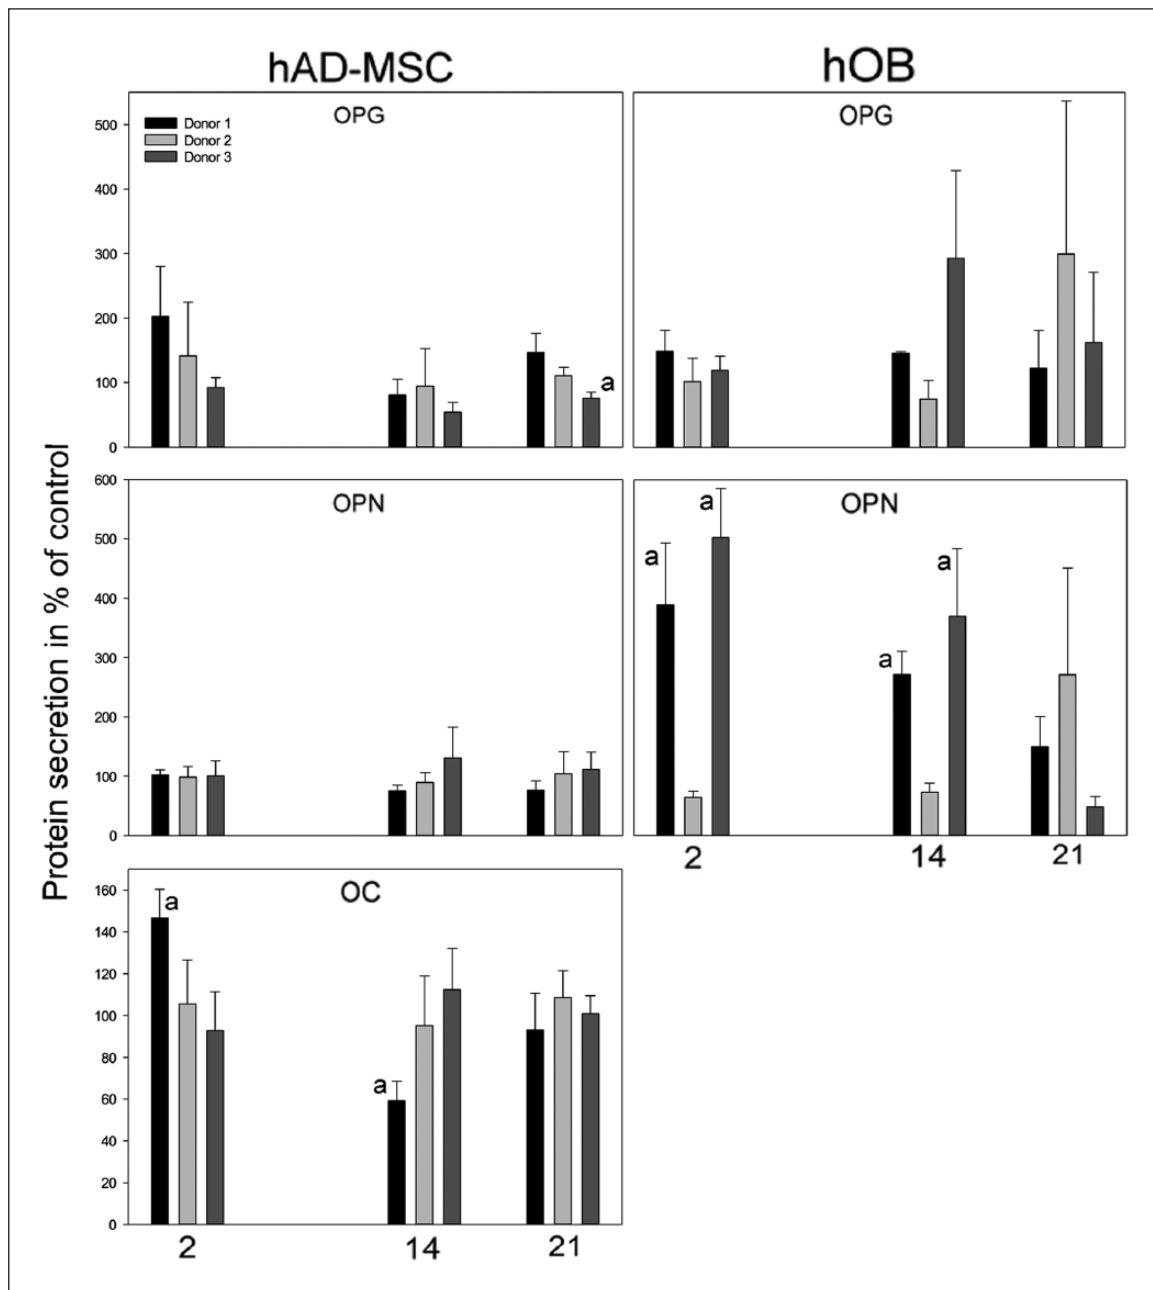 hAD-MSC
hOB
Protein secretion in % of control
OPG
Donor 1
Donor 2
Donor 3
500
400
300
200
100
0
a
OPG
OPN
600
500
400
300
200
100
0
OPN
a
a
a
a
2
14
21
OC
160
140
120
100
80
60
40
20
0
a
a
2
14
21